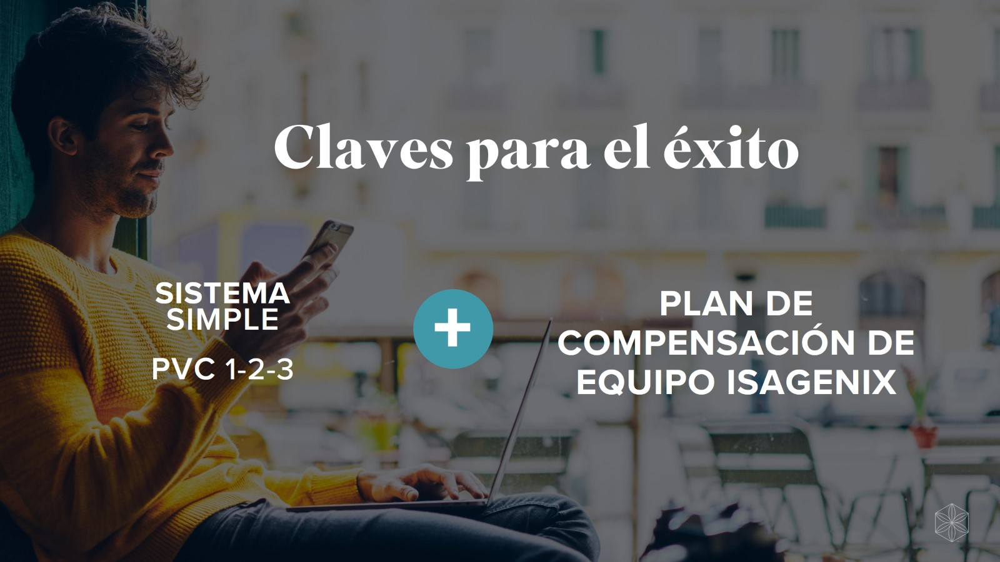 Claves para el éxito
SISTEMA
SIMPLE
PVC 1-2-3
+
PLAN DE
COMPENSACIÓN DE
EQUIPO ISAGENIX